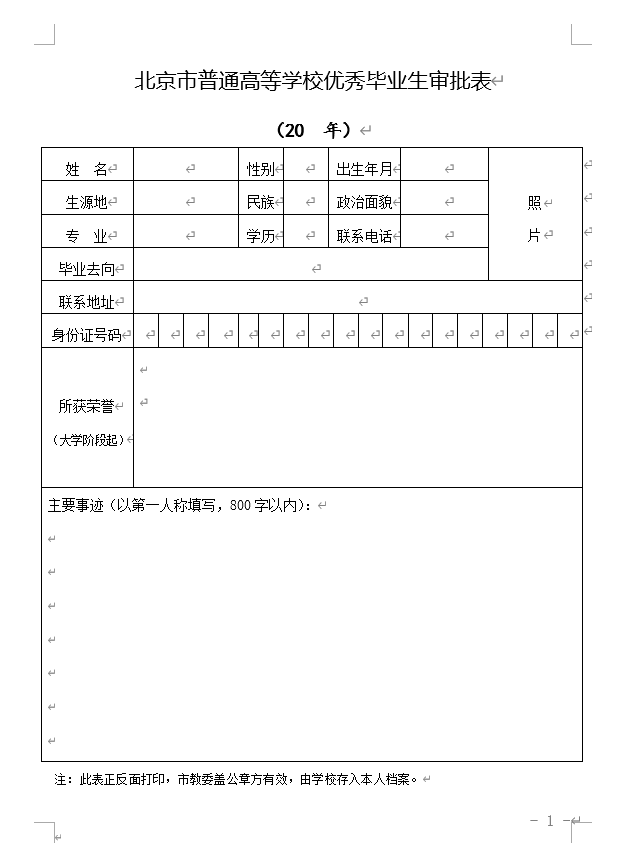 北京市普通高等学校优秀毕业生审批表
（20 年）
姓 名 性别 出生年月
生源地 民族 政治面貌 照
专 业 学历 联系电话 片
毕业去向
联系地址
身份证号码
所获荣誉
（大学阶段起）
主要事迹（以第一人称填写，800字以内）：
注：此表正反面打印，市教委盖公章方有效，由学校存入本人档案。
- 1 -